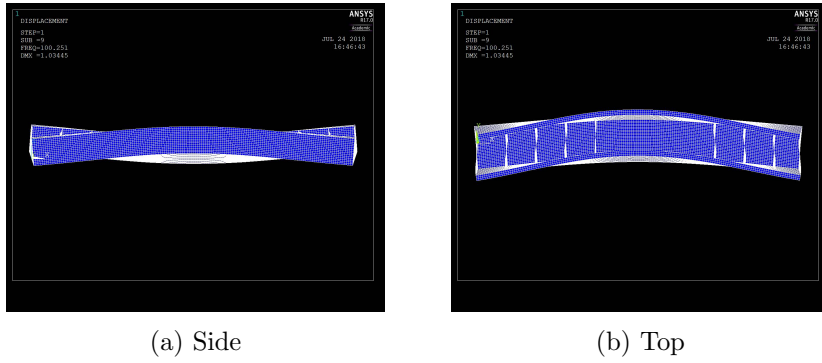 1
DISPLACEMENT
STEP=1
SUB =9
FREQ=100.251
DMX =1.03445
ANSYS
R17.0
Academic
JUL 24 2018
16:46:43
(a) Side
1
DISPLACEMENT
STEP=1
SUB =9
FREQ=100.251
DMX =1.03445
ANSYS
R17.0
Academic
JUL 24 2018
16:46:43
(b) Top